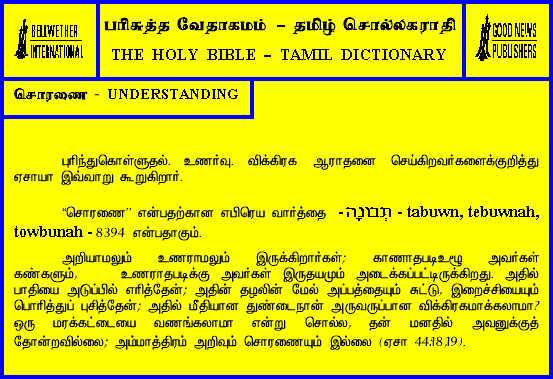 BELLWETHER
INTERNATIONAL
பரிசுத்த வேதாகமம் – தமிழ் சொல்லகராதி
THE HOLY BIBLE – TAMIL DICTIONARY
GOOD NEWS
PUBLISHERS
சொரணை - UNDERSTANDING
புரிந்துகொள்ளுதல். உணர்வு. விக்கிரக ஆராதனை செய்கிறவர்களைக்குறித்து
ஏசாயா இவ்வாறு கூறுகிறார்.
“சொரணை” என்பதற்கான எபிரெய வார்த்தை - תְּבוּנָה - tabuwn, tebuwnah,
towbunah - 8394 என்பதாகும்.
அறியாமலும் உணராமலும் இருக்கிறார்கள்; காணாதபடிஉழூ அவர்கள்
கண்களும், உணராதபடிக்கு அவர்கள் இருதயமும் அடைக்கப்பட்டிருக்கிறது. அதில்
பாதியை அடுப்பில் எரித்தேன்; அதின் தழலின் மேல் அப்பத்தையும் சுட்டு, இறைச்சியையும்
பொரித்துப் புசித்தேன்; அதில் மீதியான துண்டைநான் அருவருப்பான விக்கிரகமாக்கலாமா?
ஒரு மரக்கட்டையை வணங்கலாமா என்று சொல்ல, தன் மனதில் அவனுக்குத்
தோன்றவில்லை; அம்மாத்திரம் அறிவும் சொரணையும் இல்லை (ஏசா 44:18,19).